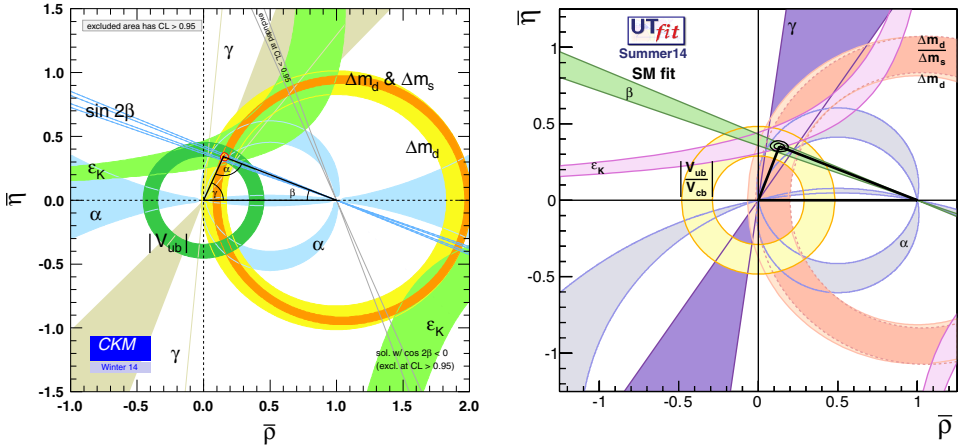 excluded area has CL > 0.95
excluded at CL > 0.95
γ
Δm_d & Δm_s
sin 2β
Δm_d
ε_K
α
α
γ
β
α
|V_ub|
ε_K
γ
CKM
Winter 14
sol. w/ cos 2β < 0
(excl. at CL > 0.95)
η̄
1.5
1.0
0.5
0.0
-0.5
-1.0
-1.5
-1.0
-0.5
0.0
0.5
1.0
1.5
2.0
ρ̄
η̄
UTfit
Summer14
SM fit
γ
Δm_d
Δm_s
Δm_d
β
ε_K
|V_ub
V_cb|
α
1
0.5
0
-0.5
-1
-1
-0.5
0
0.5
1
ρ̄